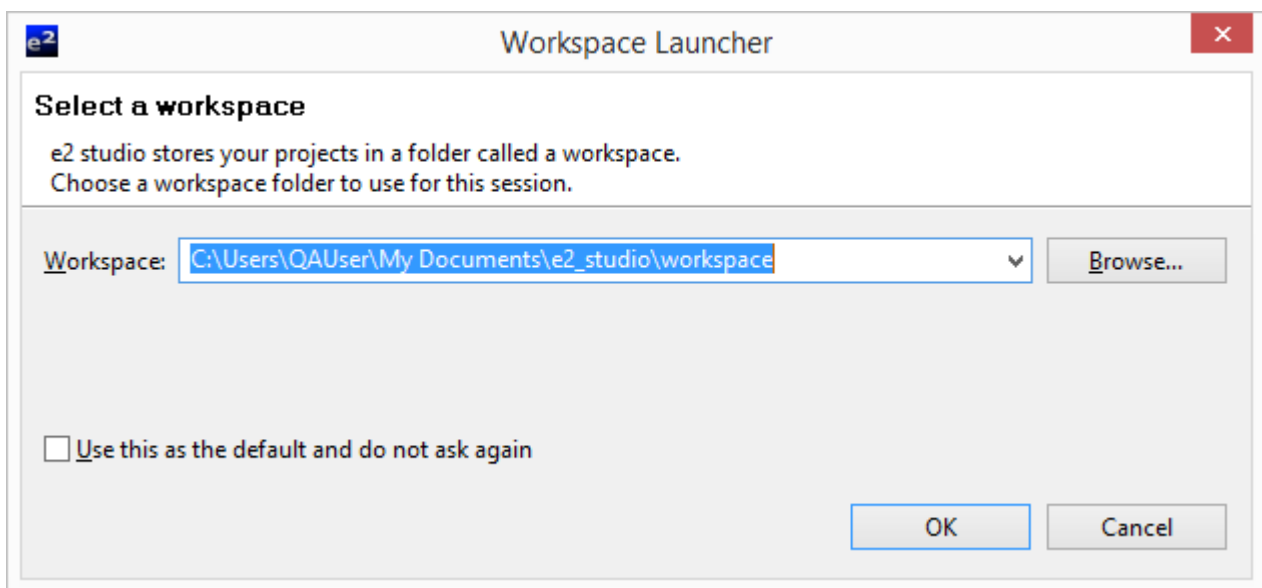 e²
Workspace Launcher
Select a workspace
e2 studio stores your projects in a folder called a workspace.
Choose a workspace folder to use for this session.
Workspace: C:\Users\QAUser\My Documents\e2_studio\workspace Browse...
Use this as the default and do not ask again
OK Cancel